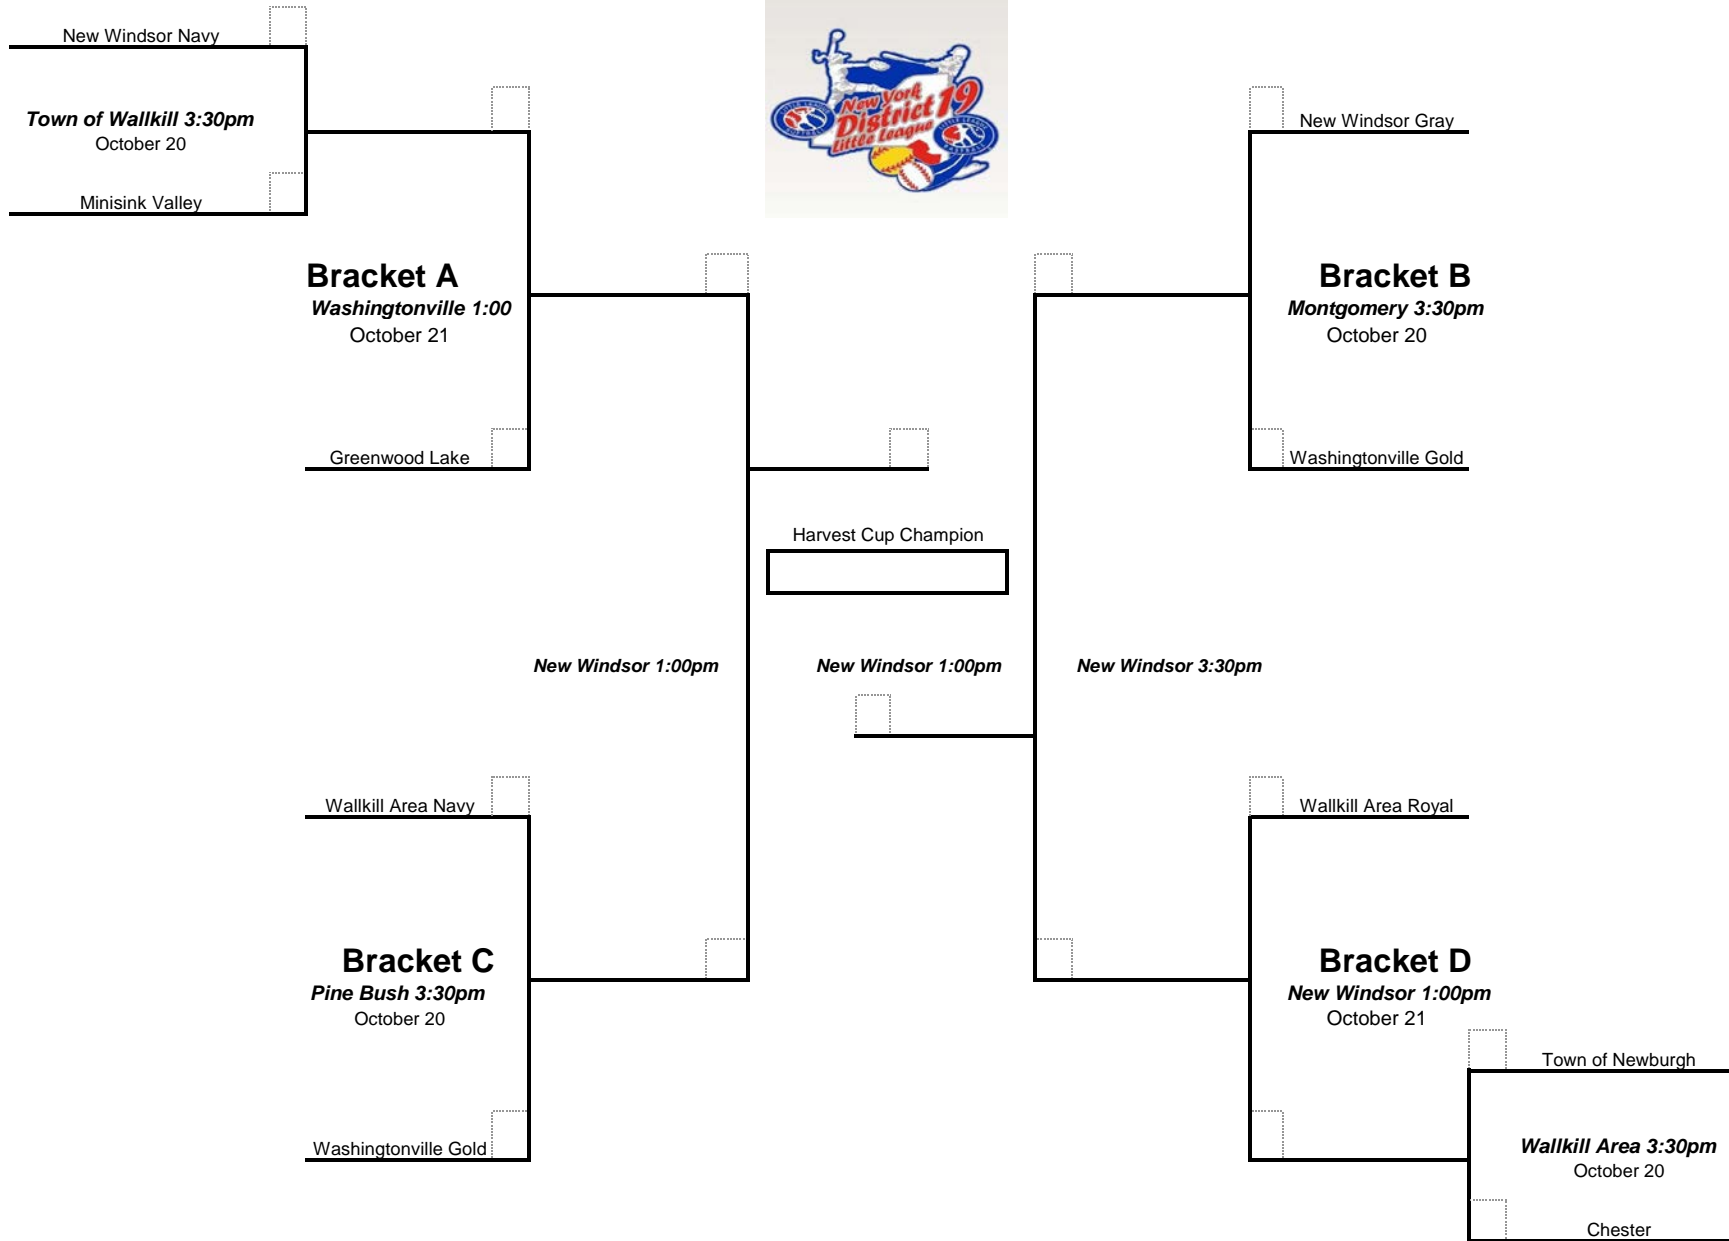 New Windsor Navy
Town of Wallkill 3:30pm
October 20
Minisink Valley
New York
District 19
Little League
New Windsor Gray
Bracket A
Washingtonville 1:00
October 21
Bracket B
Montgomery 3:30pm
October 20
Greenwood Lake
Washingtonville Gold
Harvest Cup Champion
New Windsor 1:00pm
New Windsor 1:00pm
New Windsor 3:30pm
Wallkill Area Navy
Wallkill Area Royal
Bracket C
Pine Bush 3:30pm
October 20
Bracket D
New Windsor 1:00pm
October 21
Town of Newburgh
Washingtonville Gold
Wallkill Area 3:30pm
October 20
Chester